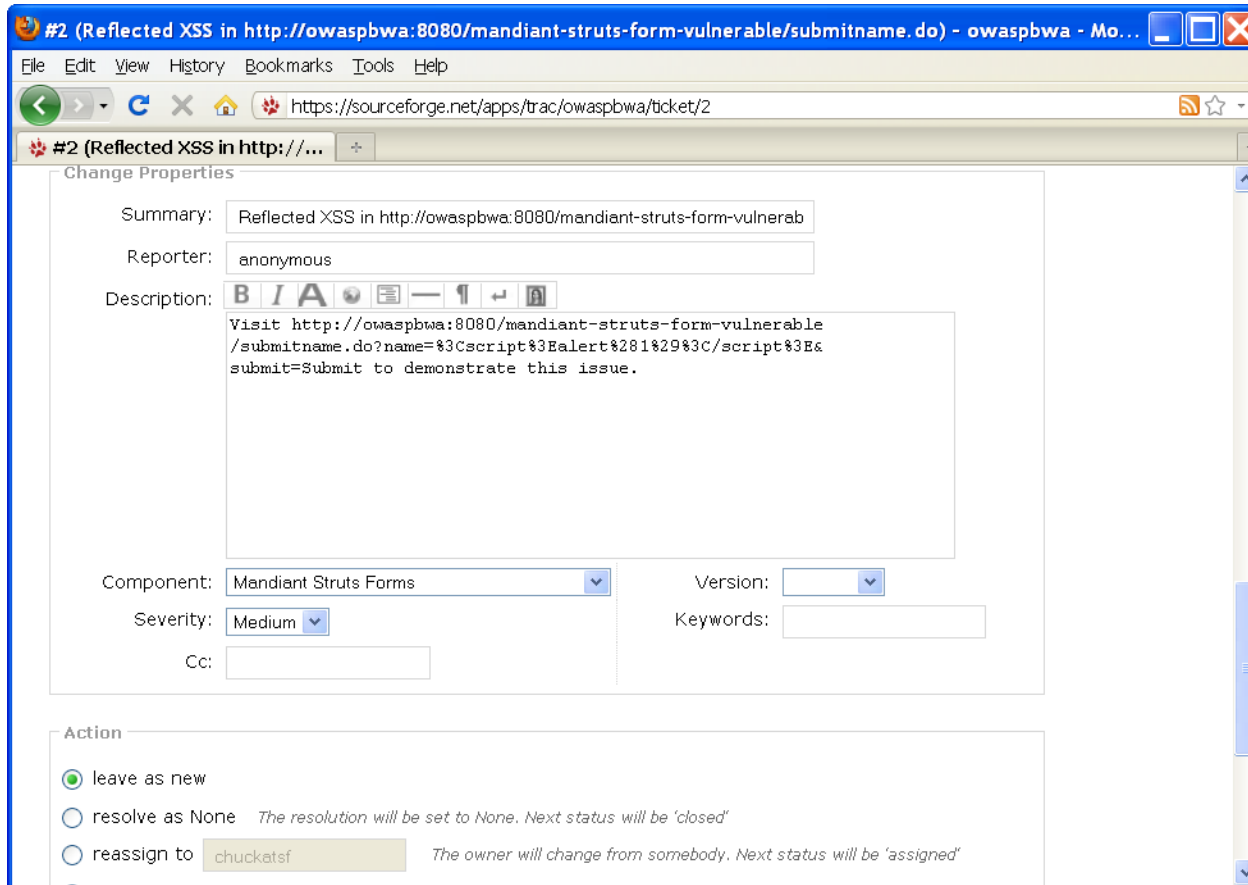 #2 (Reflected XSS in http://owaspbwa:8080/mandiant-struts-form-vulnerable/submitname.do) - owaspbwa - Mo...
File Edit View History Bookmarks Tools Help
https://sourceforge.net/apps/trac/owaspbwa/ticket/2
#2 (Reflected XSS in http://...
Change Properties
Summary: Reflected XSS in http://owaspbwa:8080/mandiant-struts-form-vulnerab
Reporter: anonymous
Description: B I A
Visit http://owaspbwa:8080/mandiant-struts-form-vulnerable
/submitname.do?name=%3Cscript%3Ealert%281%29%3C/script%3E&
submit=Submit to demonstrate this issue.
Component: Mandiant Struts Forms Version:
Severity: Medium Keywords:
Cc:
Action
leave as new
resolve as None The resolution will be set to None. Next status will be 'closed'
reassign to chuckatsf The owner will change from somebody. Next status will be 'assigned'